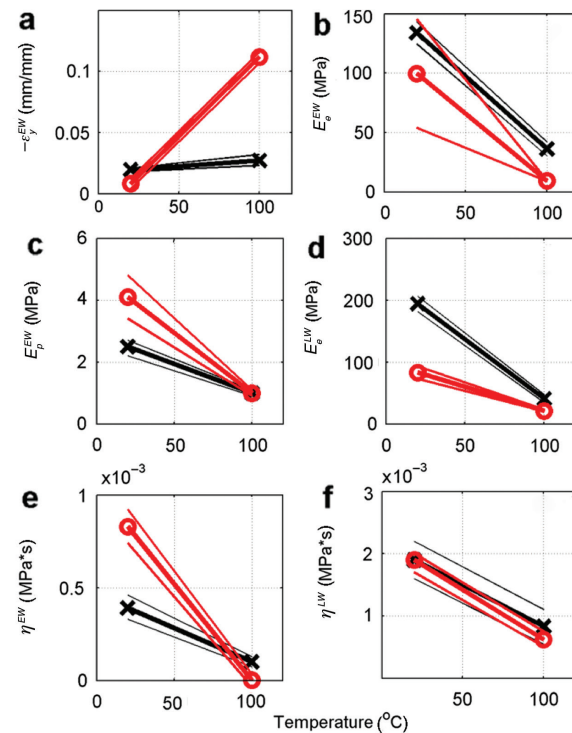 a
−ε_y^EW (mm/mm)
0.1
0.05
0
0 50 100
b
E_e^EW (MPa)
150
100
50
0
0 50 100
c
E_p^EW (MPa)
6
4
2
0
0 50 100
d
E_e^LW (MPa)
300
200
100
0
0 50 100
e
x10⁻³
η^EW (MPa*s)
1
0.5
0
0 50 100
f
x10⁻³
η^LW (MPa*s)
3
2
1
0 50 100
Temperature (°C)